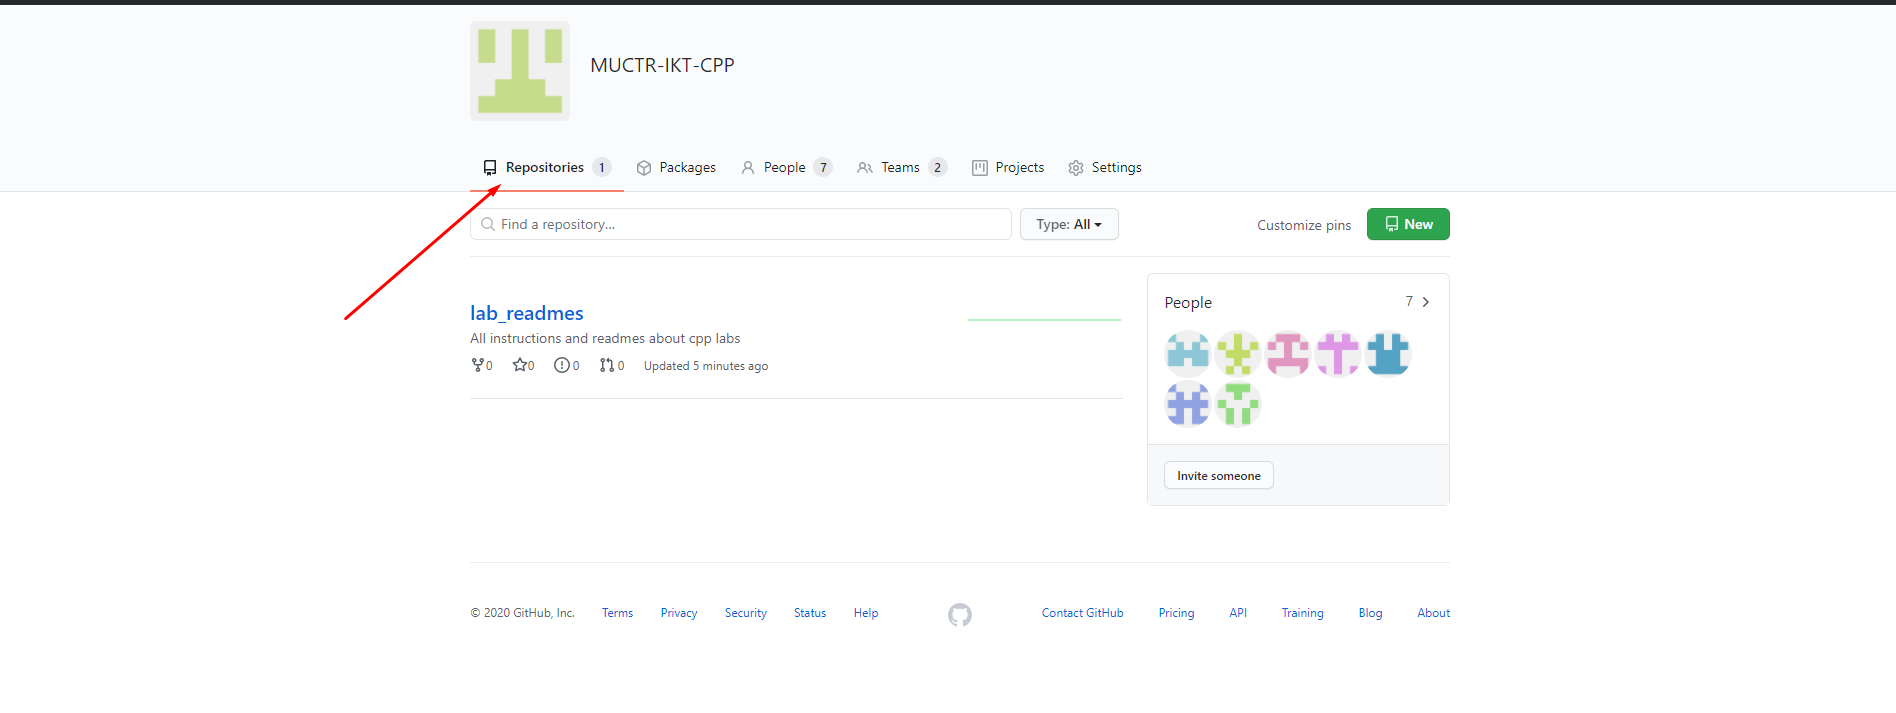 MUCTR-IKT-CPP
Repositories 1 Packages People 7 Teams 2 Projects Settings
Find a repository... Type: All Customize pins New
lab_readmes
All instructions and readmes about cpp labs
0 0 0 0 Updated 5 minutes ago
People 7
Invite someone
© 2020 GitHub, Inc. Terms Privacy Security Status Help Contact GitHub Pricing API Training Blog About